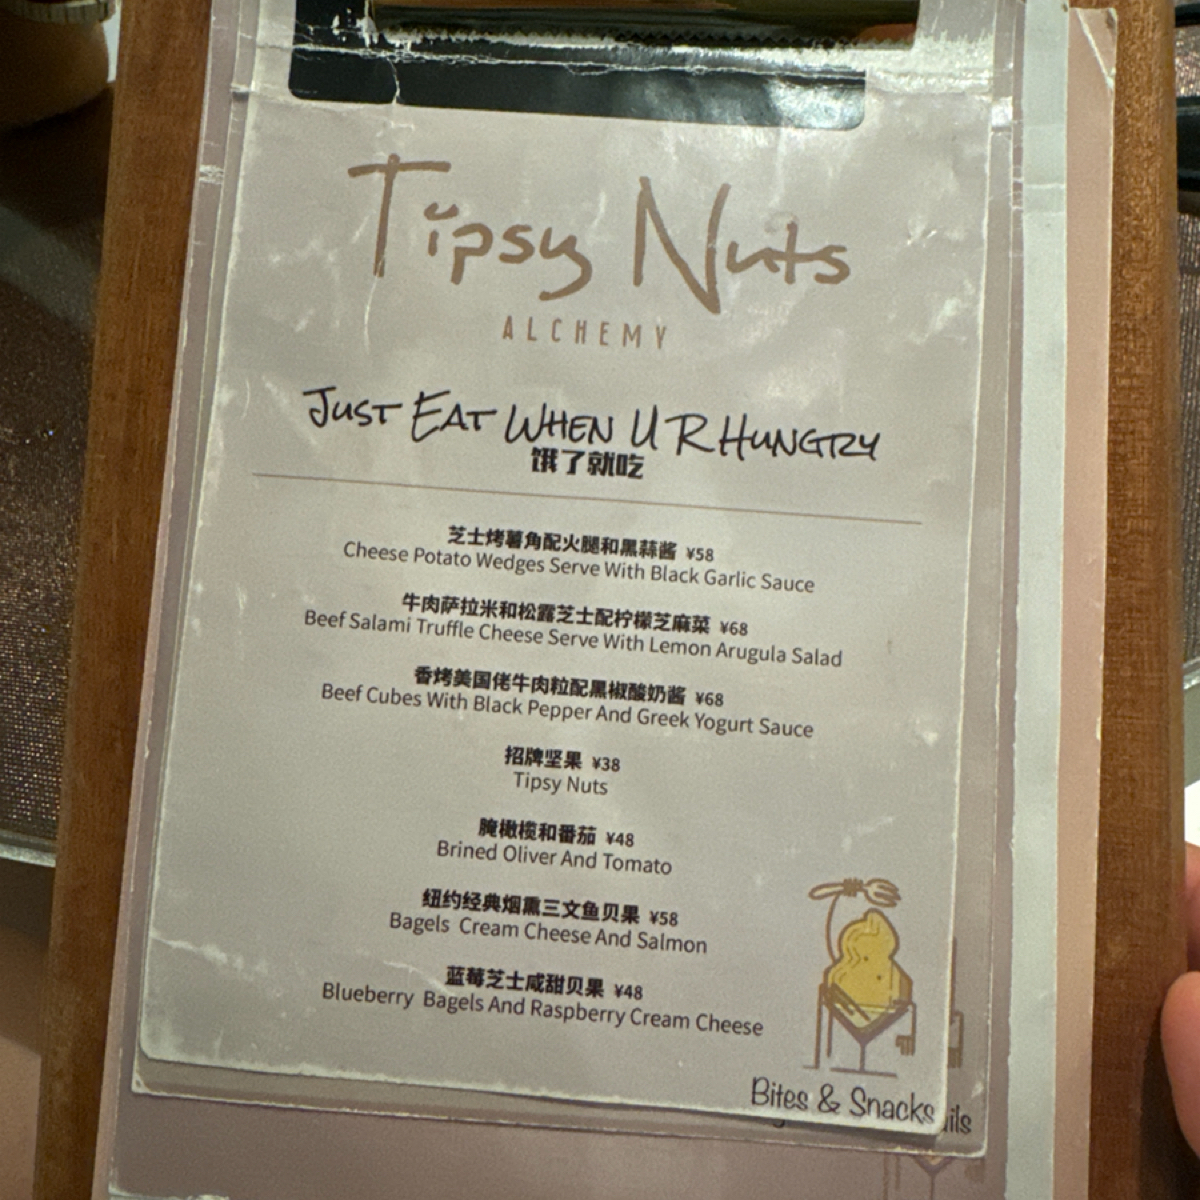 Tipsy Nuts
ALCHEMY
JUST EAT WHEN U R HUNGRY
饿了就吃
芝士烤薯角配火腿和黑蒜酱 ¥58
Cheese Potato Wedges Serve With Black Garlic Sauce
牛肉萨拉米和松露芝士配柠檬芝麻菜 ¥68
Beef Salami Truffle Cheese Serve With Lemon Arugula Salad
香烤美国佬牛肉粒配黑椒酸奶酱 ¥68
Beef Cubes With Black Pepper And Greek Yogurt Sauce
招牌坚果 ¥38
Tipsy Nuts
腌橄榄和番茄 ¥48
Brined Oliver And Tomato
纽约经典烟熏三文鱼贝果 ¥58
Bagels Cream Cheese And Salmon
蓝莓芝士咸甜贝果 ¥48
Blueberry Bagels And Raspberry Cream Cheese
Bites & Snacks